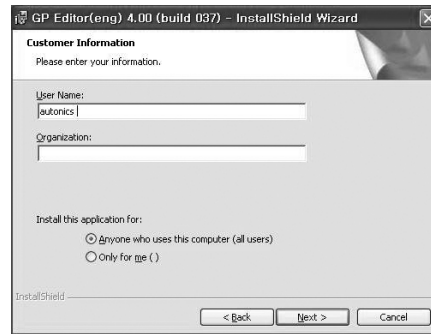 GP Editor(eng) 4.00 (build 037) - InstallShield Wizard
Customer Information
Please enter your information.
User Name:
autonics
Organization:
Install this application for:
Anyone who uses this computer (all users)
Only for me ( )
InstallShield
< Back Next > Cancel